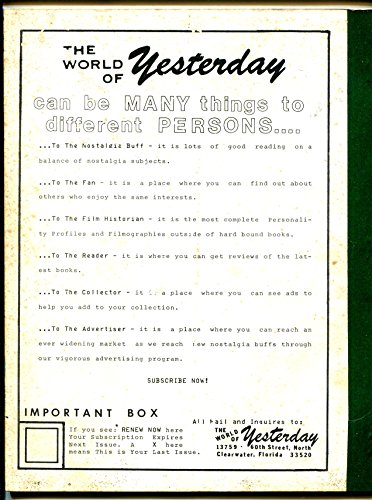 THE
WORLD
OF Yesterday
can be MANY things to
different PERSONS....
...To The Nostalgia Buff - it is lots of good reading on a
balance of nostalgia subjects.
...To The Fan - it is a place where you can find out about
others who enjoy the same interests.
...To The Film Historian - it is the most complete Personali-
ty Profiles and Filmographies outside of hard bound books.
...To The Reader - it is where you can get reviews of the lat-
est books.
...To The Collector - it is a place where you can see ads to
help you add to your collection.
...To The Advertiser - it is a place where you can reach an
ever widening market as we reach new nostalgia buffs through
our vigorous advertising program.
SUBSCRIBE NOW!
IMPORTANT BOX
If you see: RENEW NOW here
Your Subscription Expires
Next Issue. A X here
means This is Your Last Issue.
All Mail and Inquires to:
THE
WORLD
OF Yesterday
13759 - 60th Street, North
Clearwater, Florida 33520